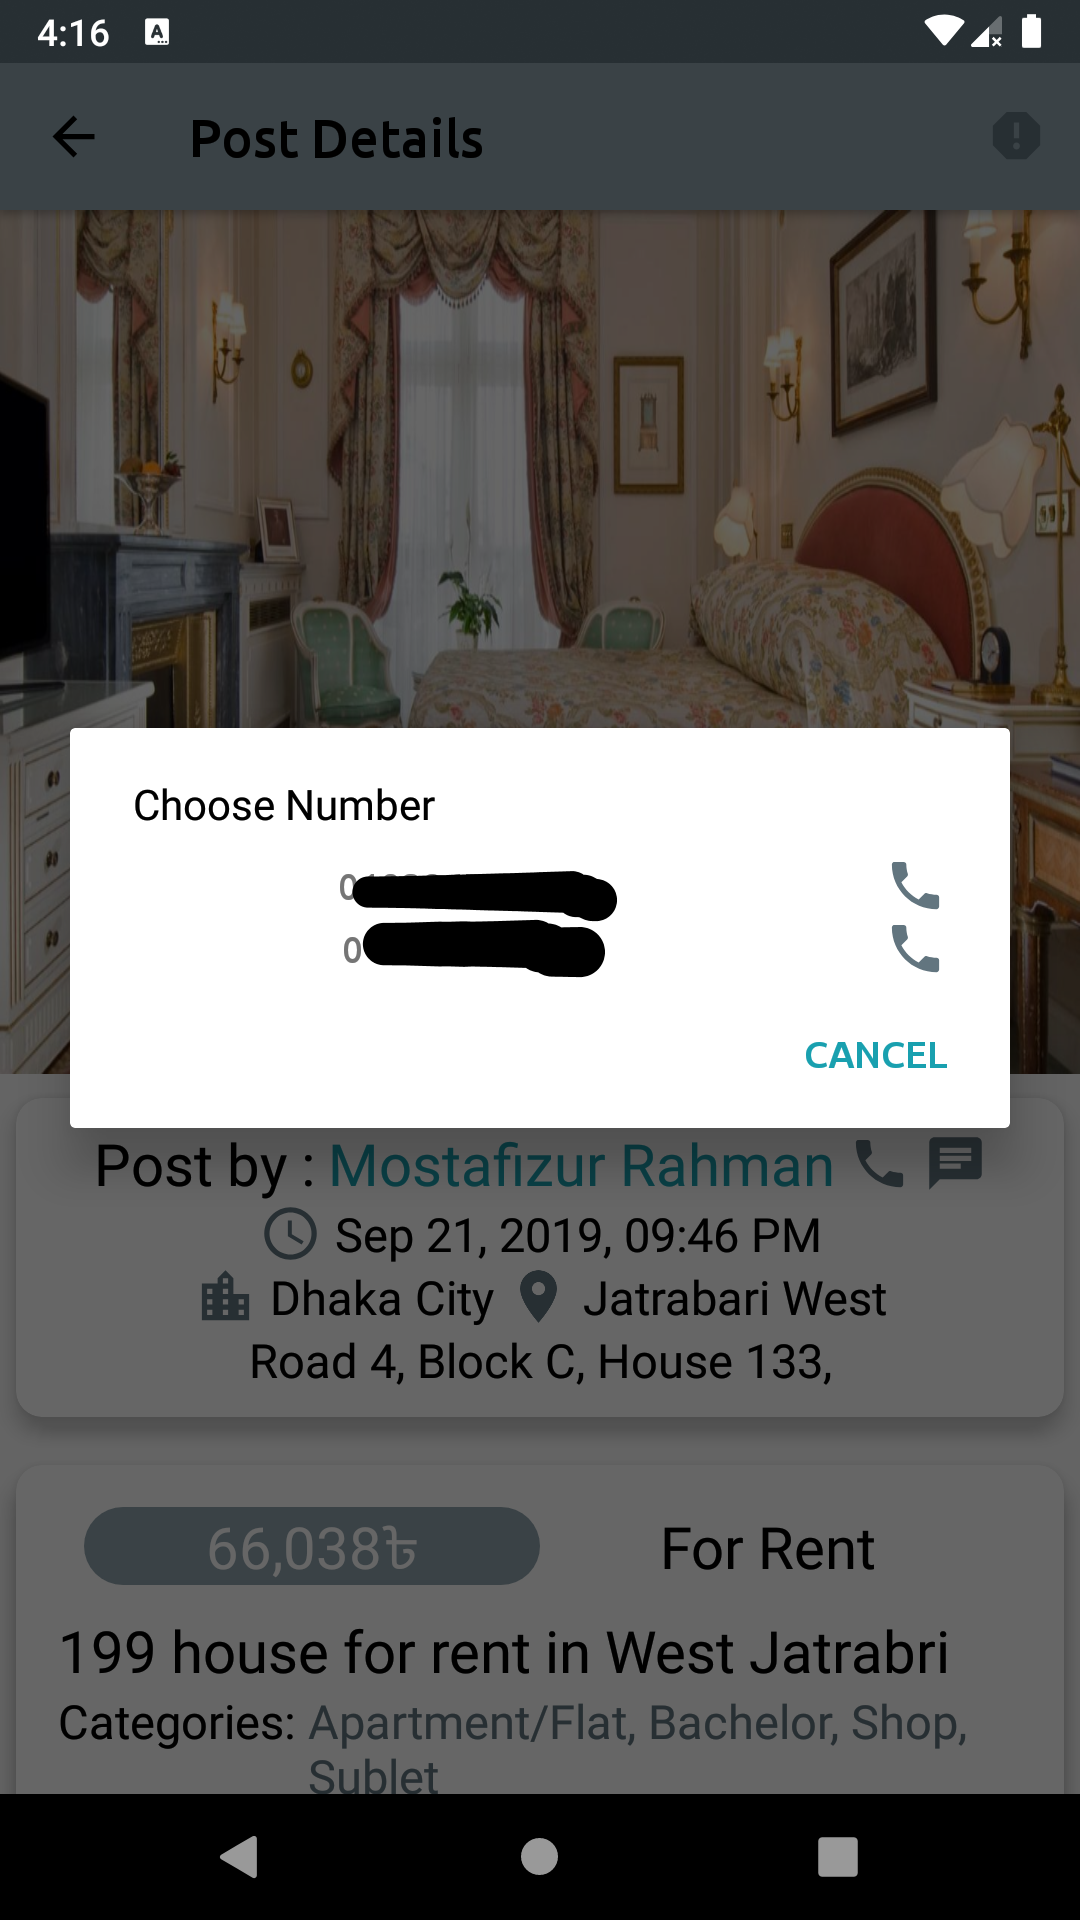 4:16
Post Details
Choose Number
0
0
CANCEL
Post by : Mostafizur Rahman
Sep 21, 2019, 09:46 PM
Dhaka City Jatrabari West
Road 4, Block C, House 133,
66,038৳ For Rent
199 house for rent in West Jatrabri
Categories: Apartment/Flat, Bachelor, Shop,
Sublet